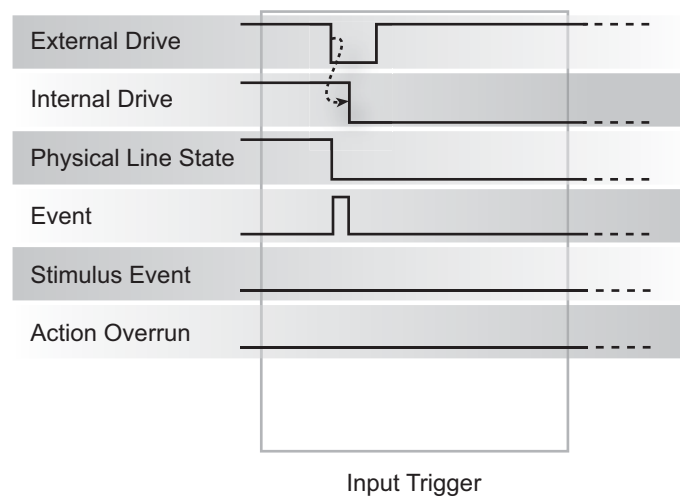 External Drive
Internal Drive
Physical Line State
Event
Stimulus Event
Action Overrun
Input Trigger